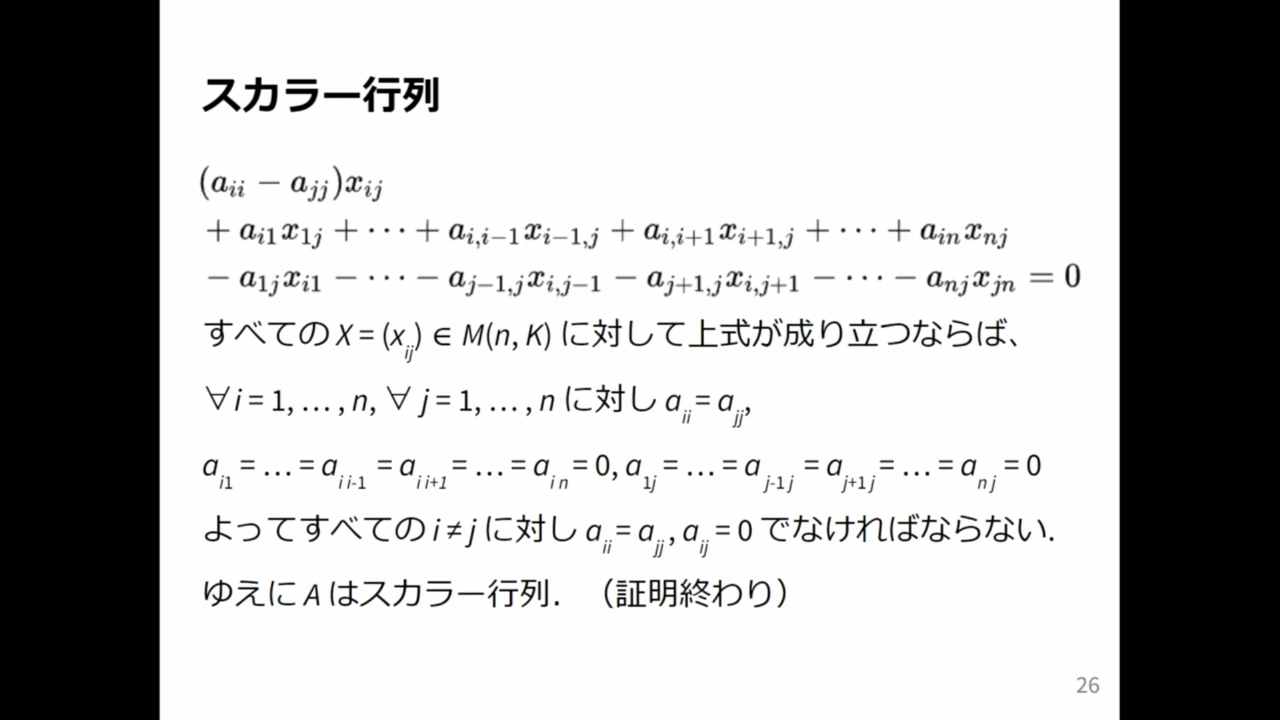 スカラー行列
(a_{ii} − a_{jj})x_{ij}
+ a_{i1}x_{1j} + ⋯ + a_{i,i−1}x_{i−1,j} + a_{i,i+1}x_{i+1,j} + ⋯ + a_{in}x_{nj}
− a_{1j}x_{i1} − ⋯ − a_{j−1,j}x_{i,j−1} − a_{j+1,j}x_{i,j+1} − ⋯ − a_{nj}x_{jn} = 0
すべての X = (x_{ij}) ∈ M(n, K) に対して上式が成り立つならば、
∀ i = 1, … , n, ∀ j = 1, … , n に対し a_{ii} = a_{jj},
a_{i1} = … = a_{i i-1} = a_{i i+1} = … = a_{i n} = 0, a_{1j} = … = a_{j-1 j} = a_{j+1 j} = … = a_{n j} = 0
よってすべての i ≠ j に対し a_{ii} = a_{jj} , a_{ij} = 0 でなければならない.
ゆえに A はスカラー行列. （証明終わり）
26